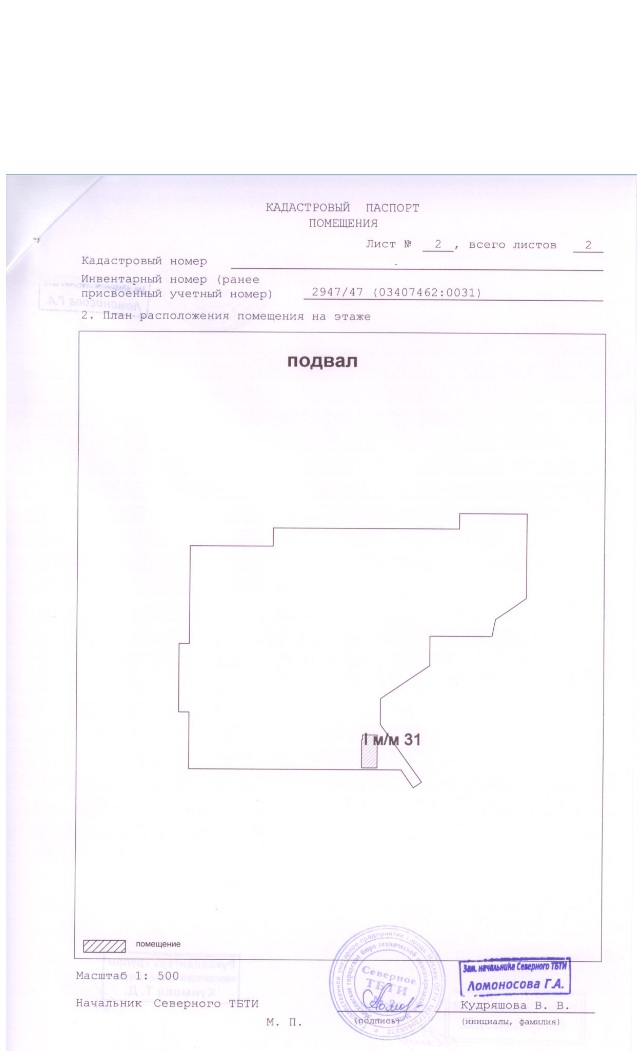 КАДАСТРОВЫЙ ПАСПОРТ
ПОМЕЩЕНИЯ
Лист № 2 , всего листов 2
Кадастровый номер -
Инвентарный номер (ранее
присвоенный учетный номер) 2947/47 (03407462:0031)
2. План расположения помещения на этаже
подвал
I м/м 31
помещение
Масштаб 1: 500
Северное
ТБТИ
Зам. начальника Северного ТБТИ
Ломоносова Г.А.
Начальник Северного ТБТИ
Кудряшова В. В.
М. П.
(подпись)
(инициалы, фамилия)